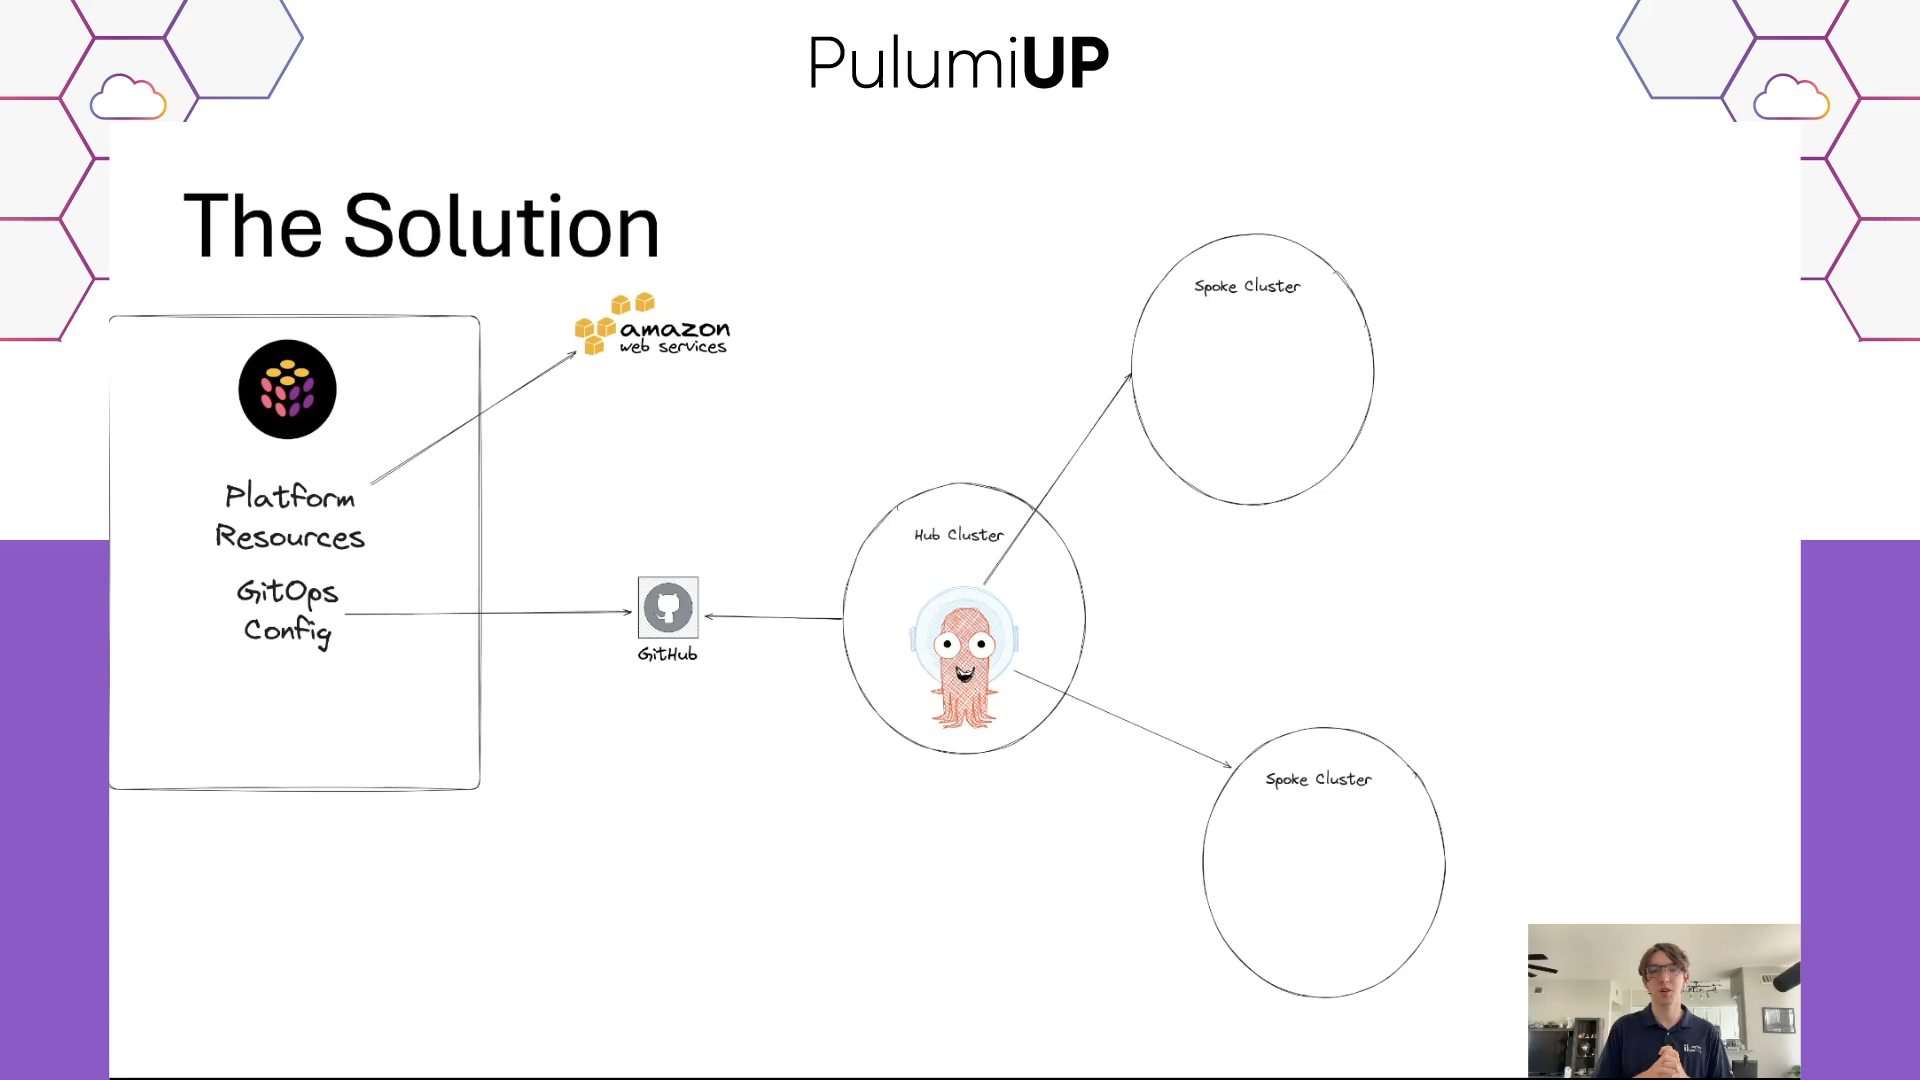 PulumiUP
The Solution
amazon
web services
Platform
Resources
GitOps
Config
GitHub
Hub Cluster
Spoke Cluster
Spoke Cluster